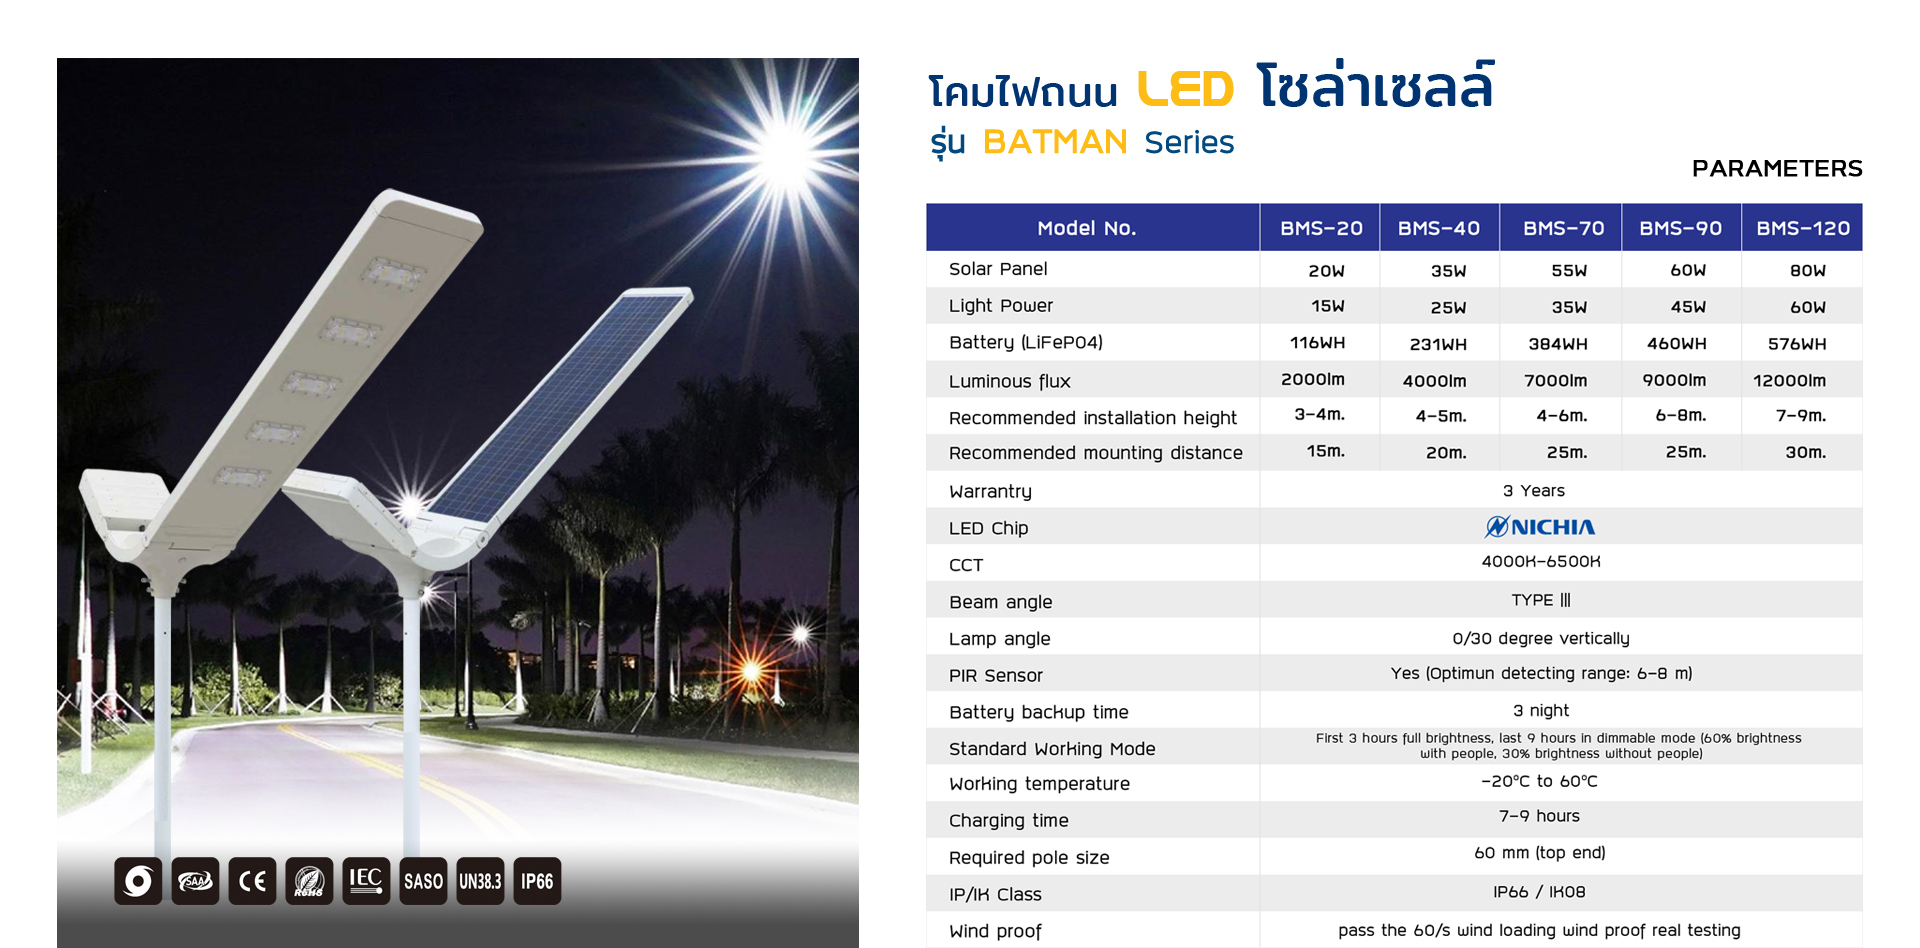 โคมไฟถนน LED โซล่าเซลล์
รุ่น BATMAN Series
PARAMETERS
Model No. BMS-20 BMS-40 BMS-70 BMS-90 BMS-120
Solar Panel 20W 35W 55W 60W 80W
Light Power 15W 25W 35W 45W 60W
Battery (LiFePO4) 116WH 231WH 384WH 460WH 576WH
Luminous flux 2000lm 4000lm 7000lm 9000lm 12000lm
Recommended installation height 3-4m. 4-5m. 4-6m. 6-8m. 7-9m.
Recommended mounting distance 15m. 20m. 25m. 25m. 30m.
Warrantry 3 Years
LED Chip NICHIA
CCT 4000K-6500K
Beam angle TYPE III
Lamp angle 0/30 degree vertically
PIR Sensor Yes (Optimun detecting range: 6-8 m)
Battery backup time 3 night
Standard Working Mode First 3 hours full brightness, last 9 hours in dimmable mode (60% brightness
with people, 30% brightness without people)
Working temperature -20°C to 60°C
Charging time 7-9 hours
Required pole size 60 mm (top end)
IP/IK Class IP66 / IK08
Wind proof pass the 60/s wind loading wind proof real testing
SAA CE RoHS IEC SASO UN38.3 IP66